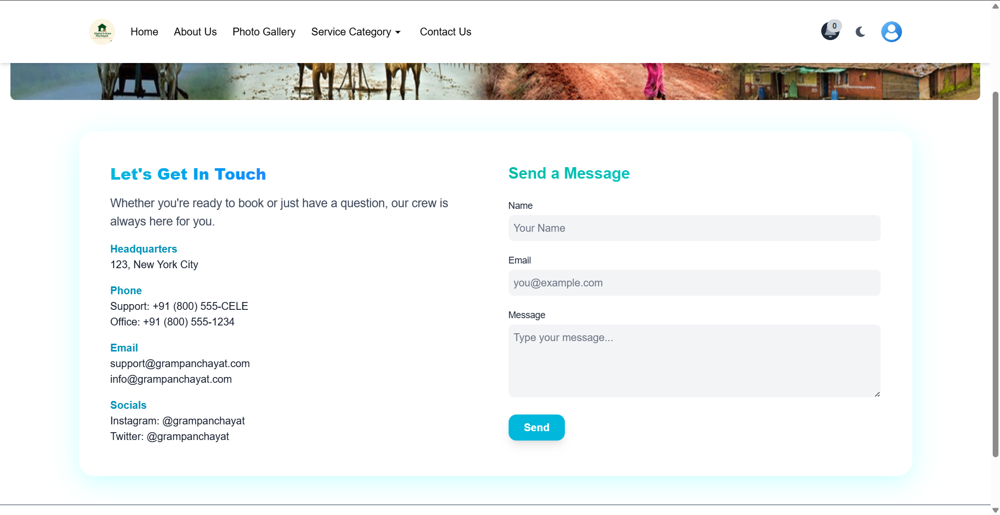 Digital E-Gram
Panchayat
Home
About Us
Photo Gallery
Service Category
Contact Us
0
Let's Get In Touch
Whether you're ready to book or just have a question, our crew is
always here for you.
Headquarters
123, New York City
Phone
Support: +91 (800) 555-CELE
Office: +91 (800) 555-1234
Email
support@grampanchayat.com
info@grampanchayat.com
Socials
Instagram: @grampanchayat
Twitter: @grampanchayat
Send a Message
Name
Your Name
Email
you@example.com
Message
Type your message...
Send